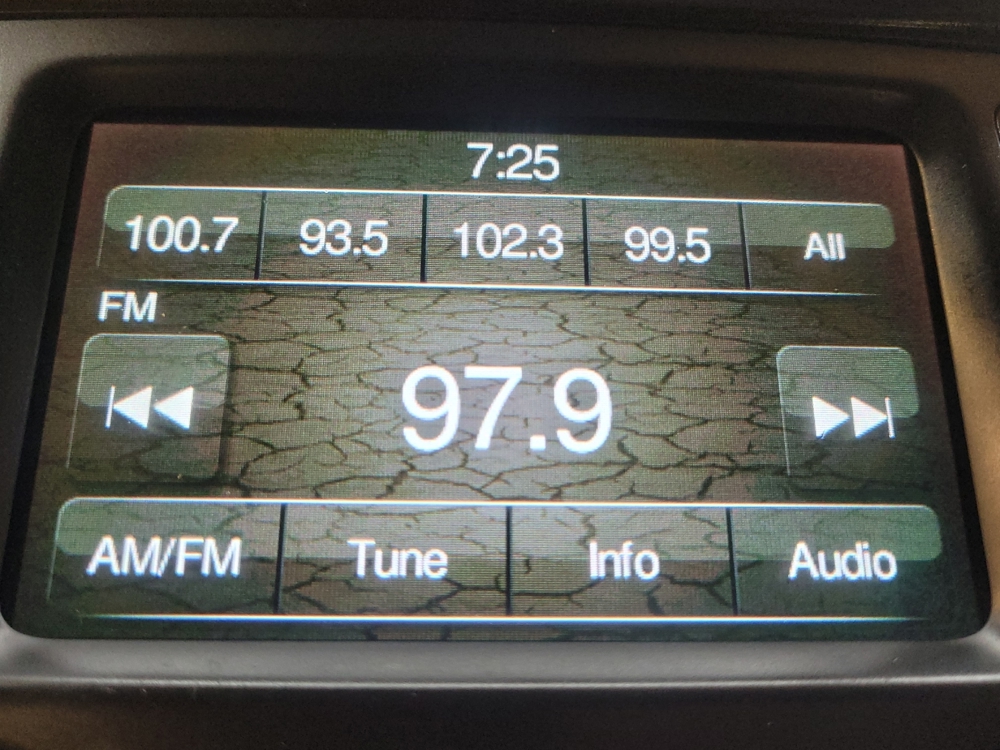 7:25
100.7 93.5 102.3 99.5 All
FM
97.9
AM/FM Tune Info Audio